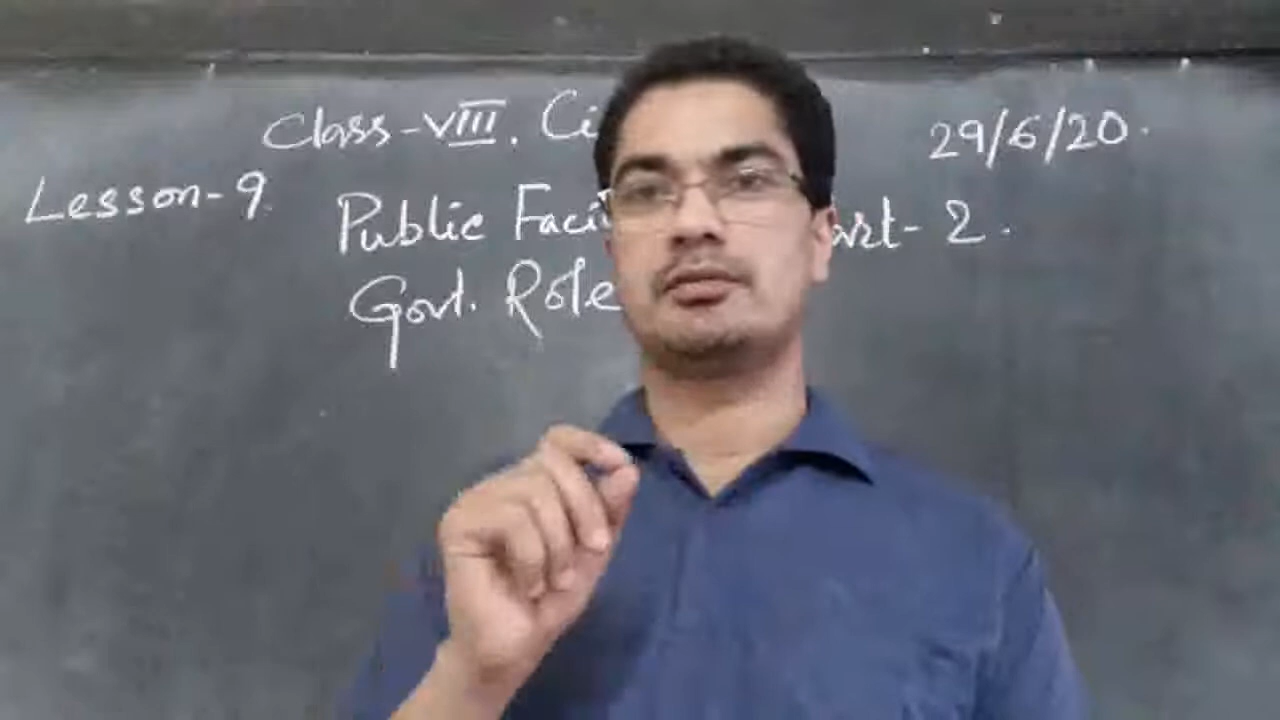 Class-VIII. Ci 29/6/20.
Lesson-9.
Public Faci art-2.
Govt. Role